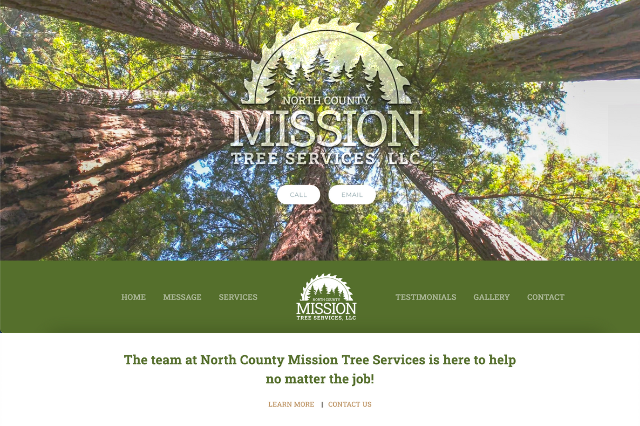 NORTH COUNTY
MISSION
TREE SERVICES, LLC
CALL EMAIL
HOME MESSAGE SERVICES
NORTH COUNTY
MISSION
TREE SERVICES, LLC
TESTIMONIALS GALLERY CONTACT
The team at North County Mission Tree Services is here to help
no matter the job!
LEARN MORE | CONTACT US